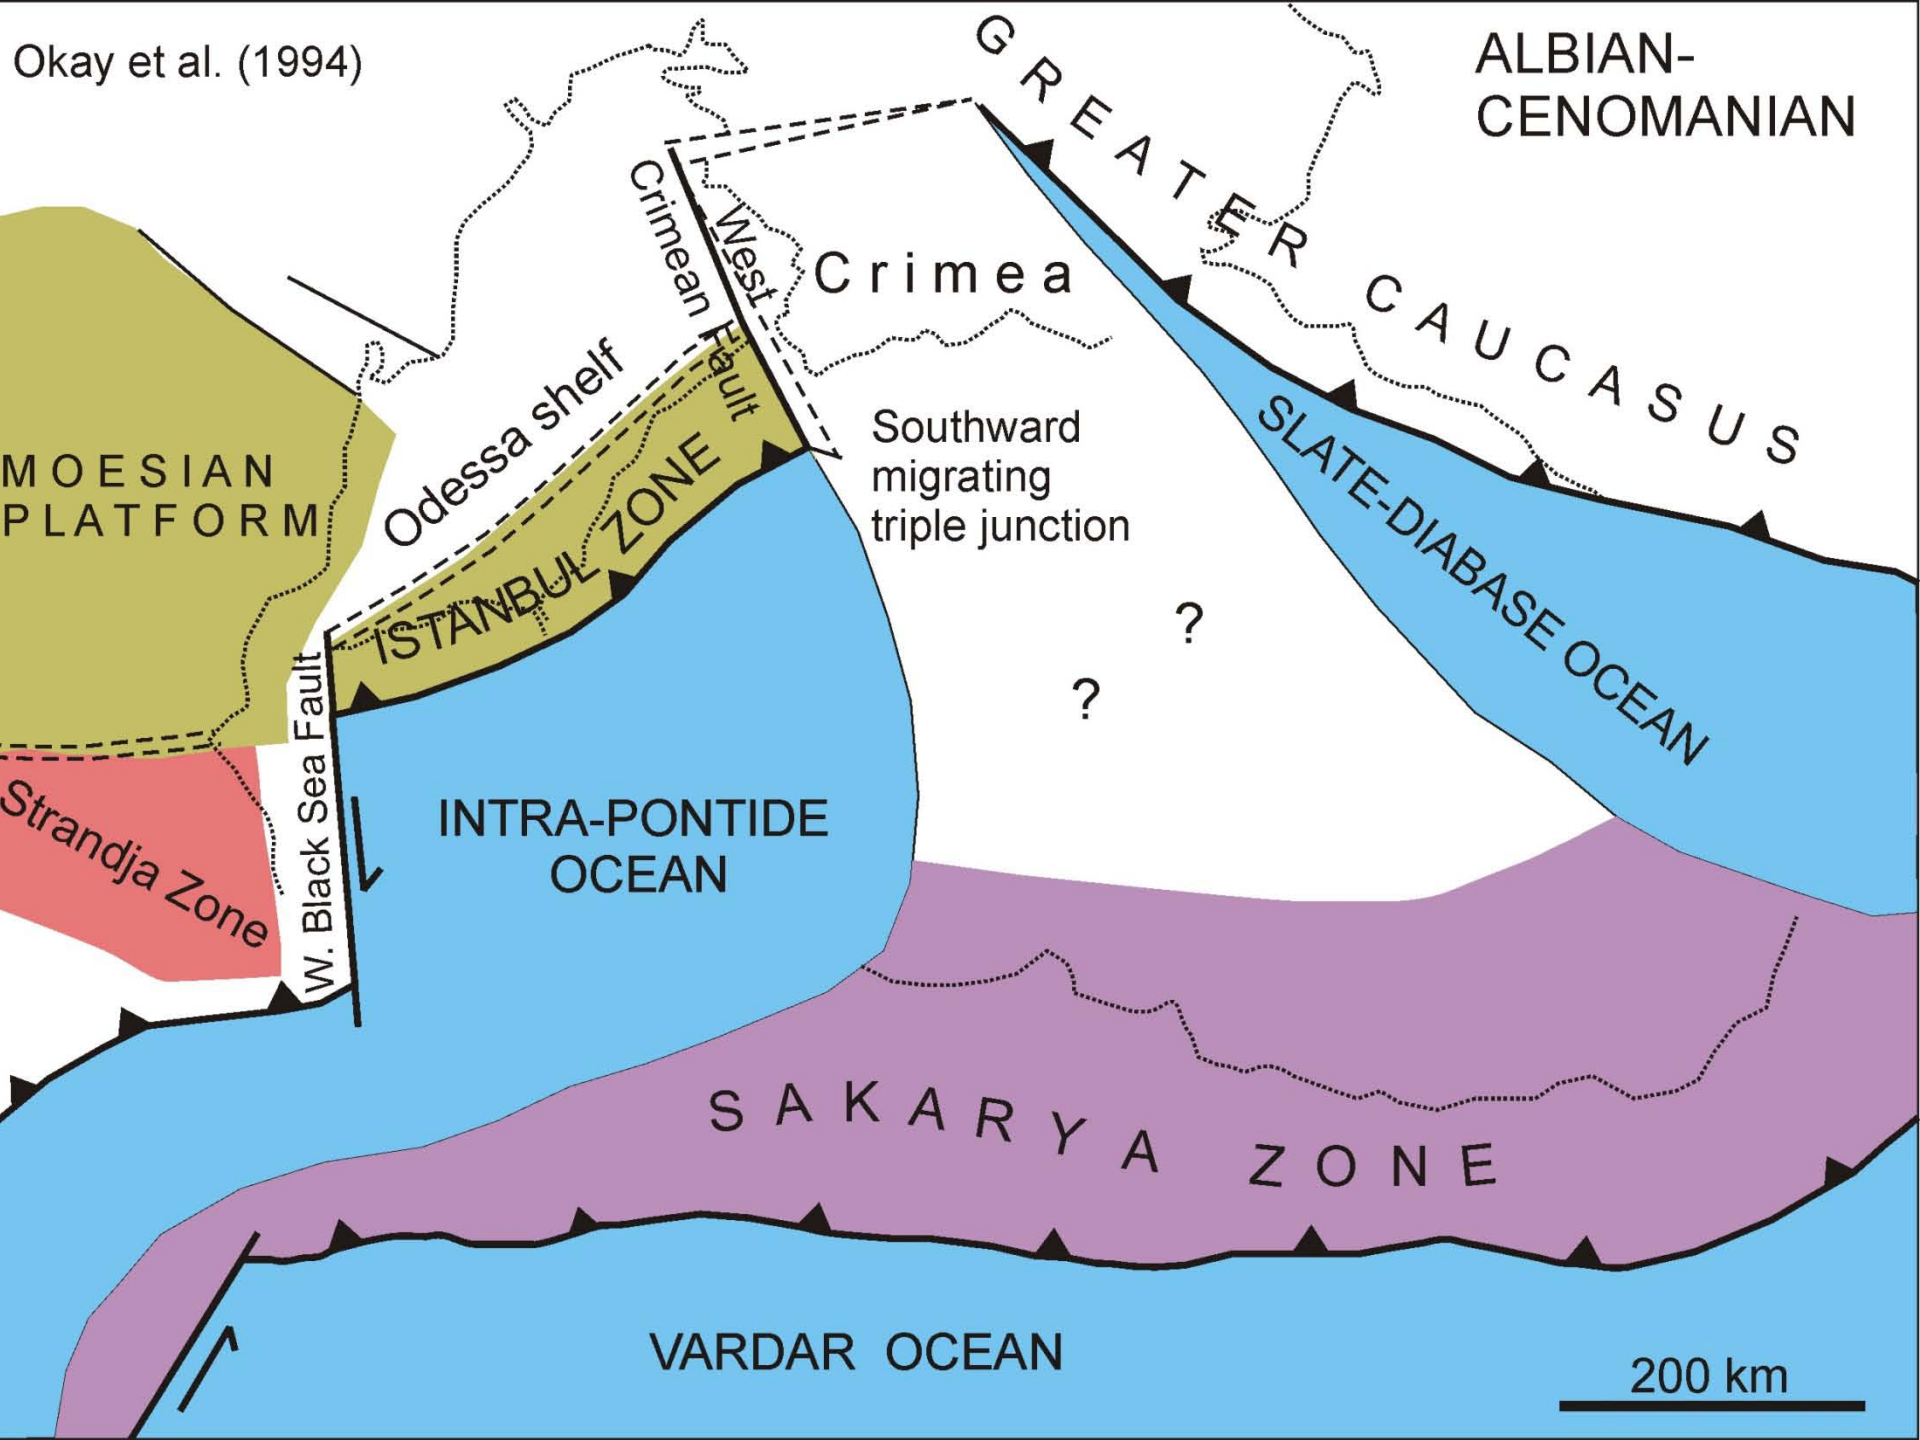 Okay et al. (1994)
ALBIAN-
CENOMANIAN
GREATER CAUCASUS
West
Crimean Fault
Crimea
Odessa shelf
MOESIAN
PLATFORM
ISTANBUL ZONE
Southward
migrating
triple junction
SLATE-DIABASE OCEAN
?
?
W. Black Sea Fault
Strandja Zone
INTRA-PONTIDE
OCEAN
SAKARYA ZONE
VARDAR OCEAN
200 km